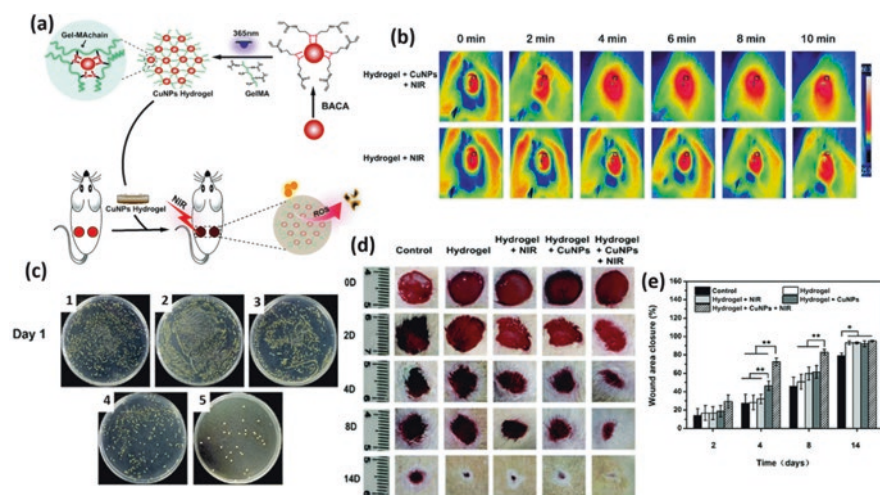 (a)
Gel-MAchain
365nm
GelMA
CuNPs Hydrogel
BACA
CuNPs Hydrogel
NIR
ROS
(b)
0 min 2 min 4 min 6 min 8 min 10 min
Hydrogel +
CuNPs
+ NIR
Hydrogel
+ NIR
(c)
Day 1
1 2 3
4 5
(d)
Control Hydrogel Hydrogel + NIR Hydrogel + CuNPs Hydrogel + CuNPs + NIR
0D
2D
4D
8D
14D
(e)
Control Hydrogel
Hydrogel + NIR Hydrogel + CuNPs
Hydrogel + CuNPs + NIR
Wound area closure (%)
160
140
120
100
80
60
40
20
0
** ** ** *
**
2 4 8 14
Time (days)